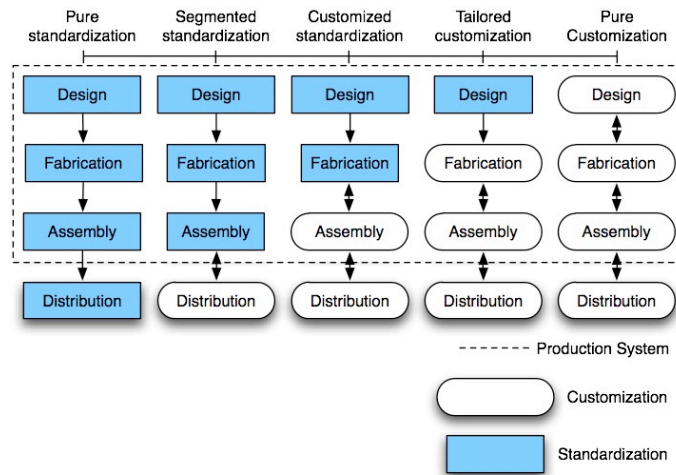 Pure
standardization
Segmented
standardization
Customized
standardization
Tailored
customization
Pure
Customization
Design
Design
Design
Design
Design
Fabrication
Fabrication
Fabrication
Fabrication
Fabrication
Assembly
Assembly
Assembly
Assembly
Assembly
Distribution
Distribution
Distribution
Distribution
Distribution
Production System
Customization
Standardization